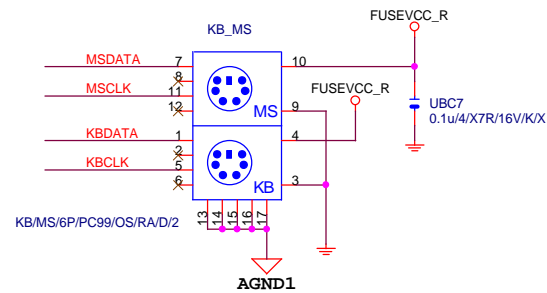 FUSEVCC_R
KB_MS
MSDATA 7 10
8
MSCLK 11 9
12 MS
FUSEVCC_R
UBC7
0.1u/4/X7R/16V/K/X
KBDATA 1 4
2
KBCLK 5
6 KB 3
KB/MS/6P/PC99/OS/RA/D/2
13 14 15 16 17
AGND1